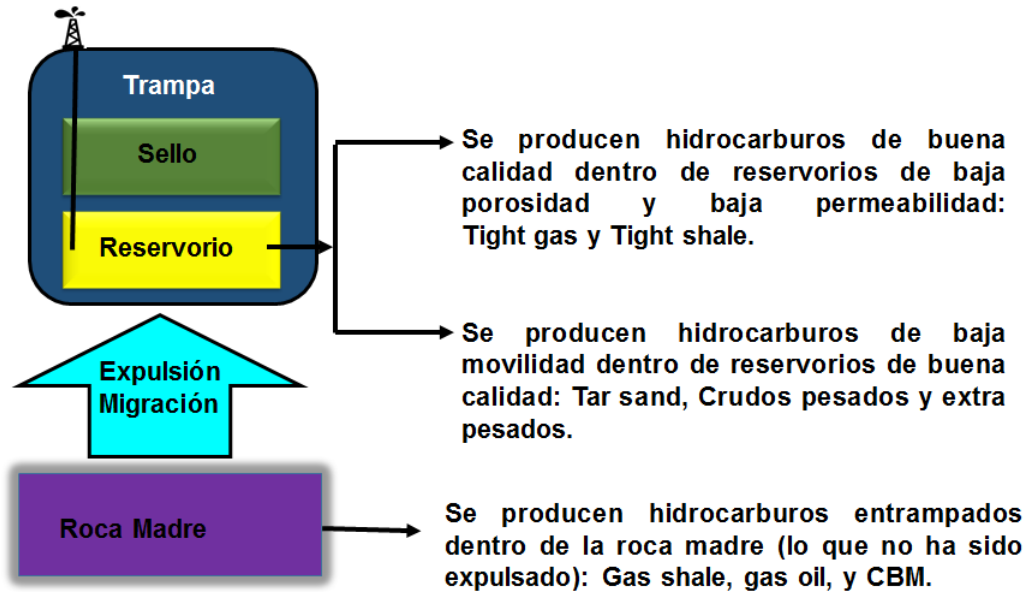 Trampa
Sello
Reservorio
Expulsión
Migración
Roca Madre
Se producen hidrocarburos de buena
calidad dentro de reservorios de baja
porosidad y baja permeabilidad:
Tight gas y Tight shale.
Se producen hidrocarburos de baja
movilidad dentro de reservorios de buena
calidad: Tar sand, Crudos pesados y extra
pesados.
Se producen hidrocarburos entrampados
dentro de la roca madre (lo que no ha sido
expulsado): Gas shale, gas oil, y CBM.